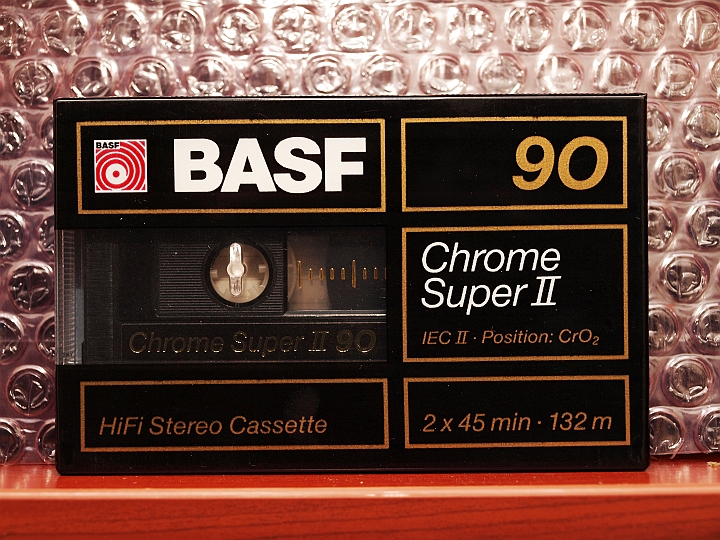 BASF
BASF
90
Chrome
Super II
IEC II · Position: CrO₂
Chrome Super II 90
HiFi Stereo Cassette
2 x 45 min · 132 m